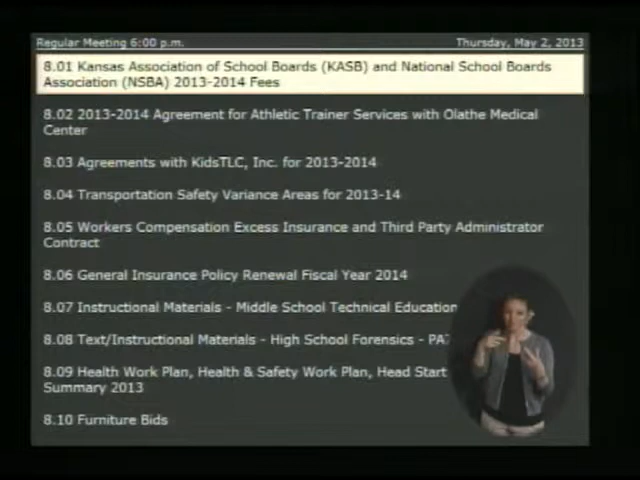 Regular Meeting 6:00 p.m. Thursday, May 2, 2013
8.01 Kansas Association of School Boards (KASB) and National School Boards
Association (NSBA) 2013-2014 Fees
8.02 2013-2014 Agreement for Athletic Trainer Services with Olathe Medical
Center
8.03 Agreements with KidsTLC, Inc. for 2013-2014
8.04 Transportation Safety Variance Areas for 2013-14
8.05 Workers Compensation Excess Insurance and Third Party Administrator
Contract
8.06 General Insurance Policy Renewal Fiscal Year 2014
8.07 Instructional Materials - Middle School Technical Education
8.08 Text/Instructional Materials - High School Forensics -
8.09 Health Work Plan, Health & Safety Work Plan, Head Start
Summary 2013
8.10 Furniture Bids